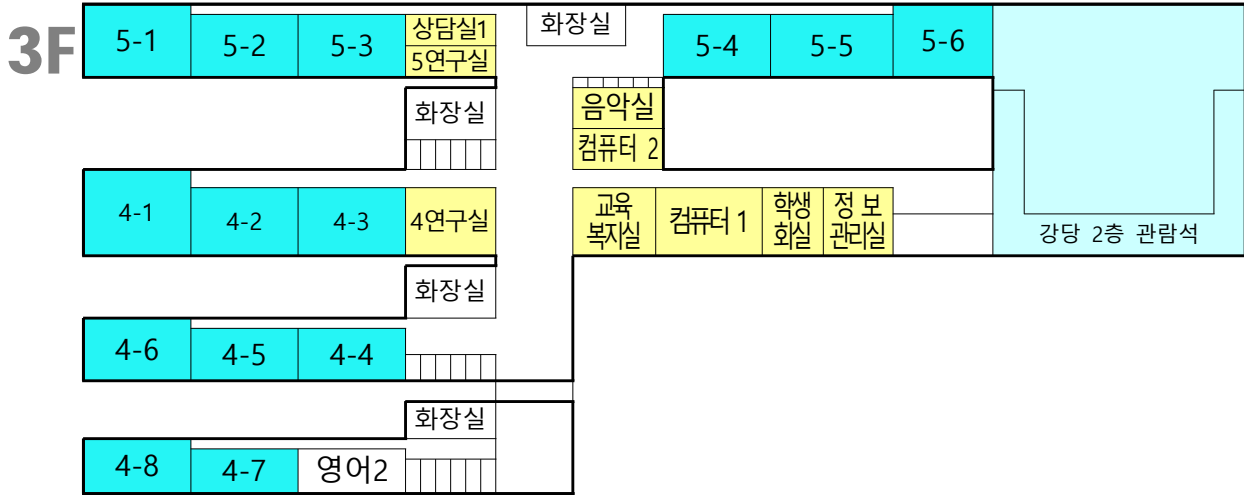 3F
5-1
5-2
5-3
상담실1
5연구실
화장실
5-4
5-5
5-6
화장실
음악실
컴퓨터 2
4-1
4-2
4-3
4연구실
교육
복지실
컴퓨터 1
학생
회실
정 보
관리실
강당 2층 관람석
화장실
4-6
4-5
4-4
화장실
4-8
4-7
영어2